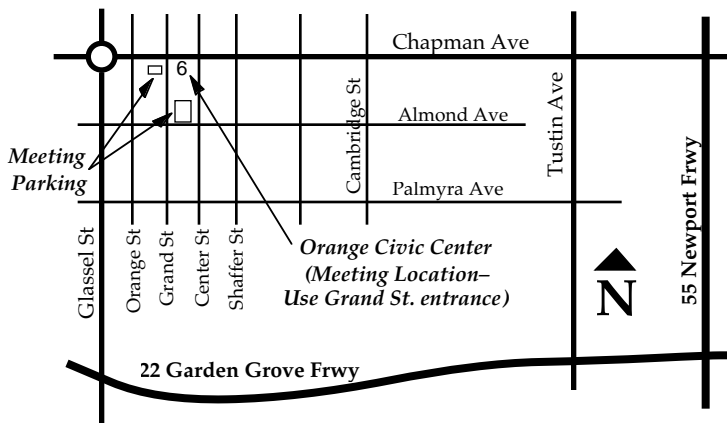 Chapman Ave
6
Almond Ave
Cambridge St
Tustin Ave
Meeting
Parking
Palmyra Ave
55 Newport Frwy
Glassel St
Orange St
Grand St
Center St
Shaffer St
Orange Civic Center
(Meeting Location–
Use Grand St. entrance)
N
22 Garden Grove Frwy